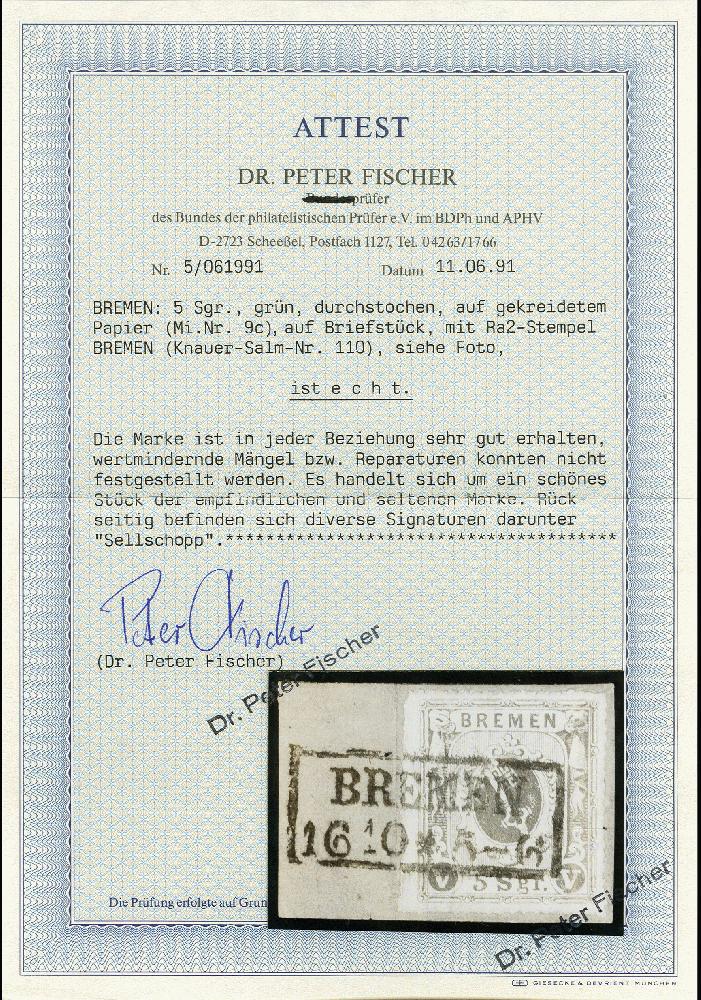 ATTEST
DR. PETER FISCHER
prüfer
des Bundes der philatelistischen Prüfer e.V. im BDPh und APHV
D-2723 Scheeßel, Postfach 1127, Tel. 04263/1766
Nr. 5/061991 Datum 11.06.91
BREMEN: 5 Sgr., grün, durchstochen, auf gekreidetem
Papier (Mi.Nr. 9c), auf Briefstück, mit Ra2-Stempel
BREMEN (Knauer-Salm-Nr. 110), siehe Foto,
ist e c h t.
Die Marke ist in jeder Beziehung sehr gut erhalten,
wertmindernde Mängel bzw. Reparaturen konnten nicht
festgestellt werden. Es handelt sich um ein schönes
Stück der empfindlichen und seltenen Marke. Rück
seitig befinden sich diverse Signaturen darunter
"Sellschopp".***************************************
Peter Fischer
(Dr. Peter Fischer)
Dr. Peter Fischer
BREMEN
BREMEN
16 10 5-6
V 5 Sgr. V
Die Prüfung erfolgte auf Grun
Dr. Peter Fischer
GIESECKE & DEVRIENT MÜNCHEN